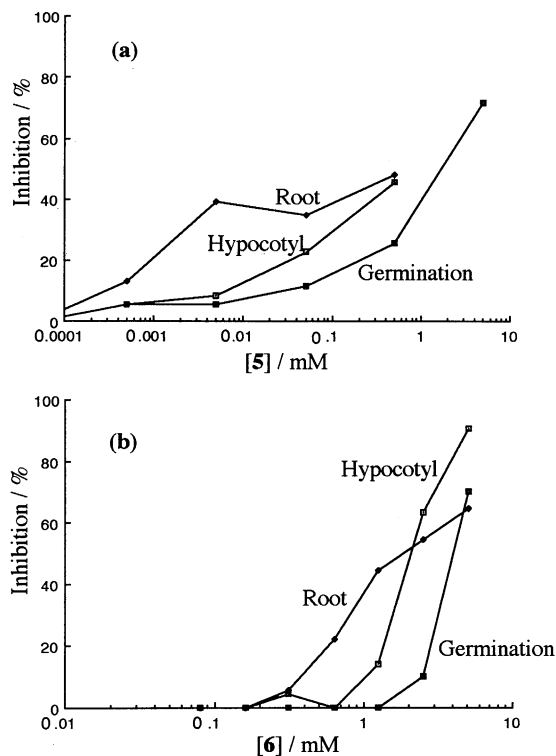 100
(a)
80
60
40
20
0
Inhibition / %
Root
Hypocotyl
Germination
0.0001
0.001
0.01
0.1
1
10
[5] / mM
100
(b)
80
60
40
20
0
Inhibition / %
Hypocotyl
Root
Germination
0.01
0.1
1
10
[6] / mM